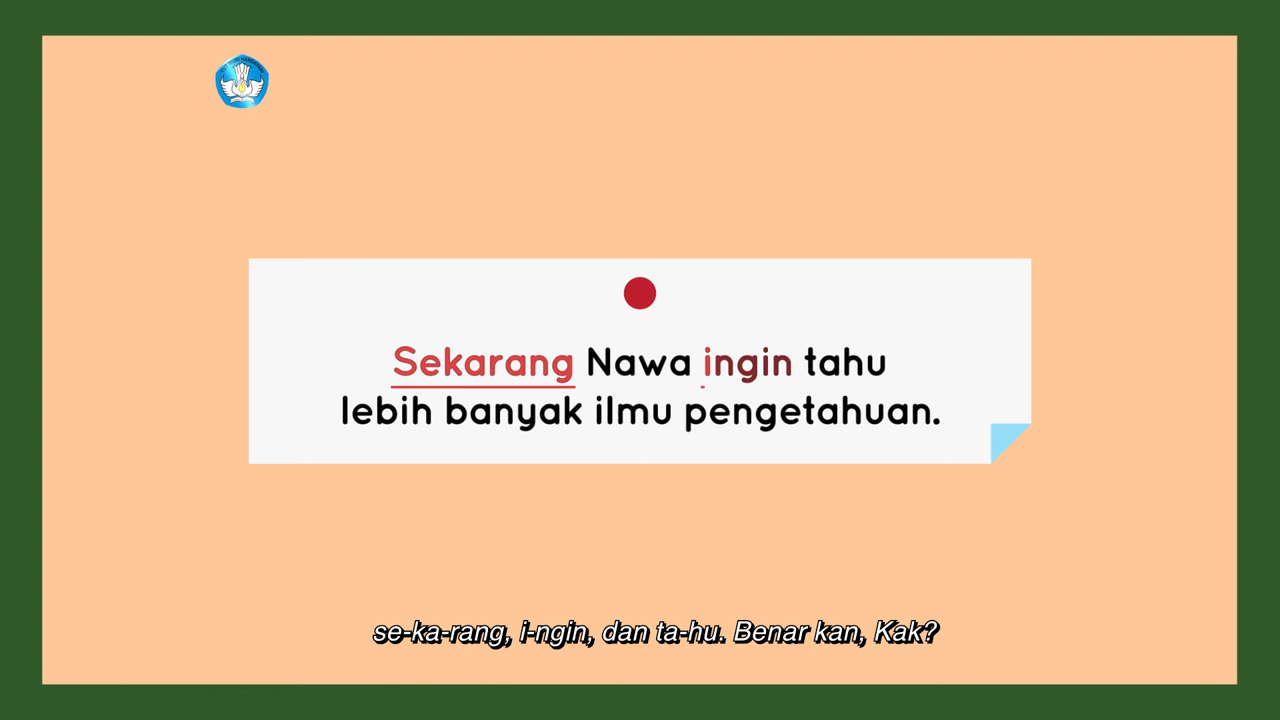 Sekarang Nawa ingin tahu
lebih banyak ilmu pengetahuan.
se-ka-rang, i-ngin, dan ta-hu. Benar kan, Kak?